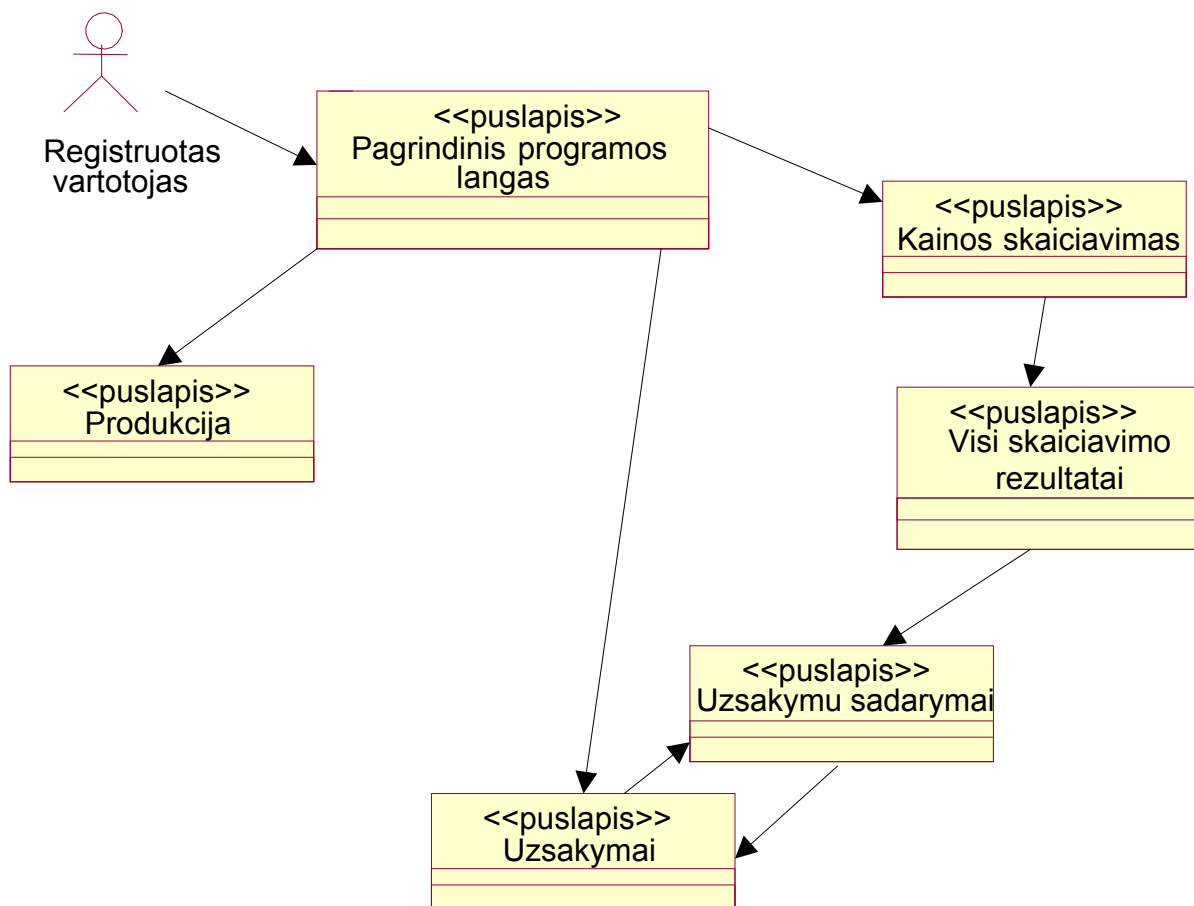 Registruotas
vartotojas
<<puslapis>>
Pagrindinis programos
langas
<<puslapis>>
Kainos skaiciavimas
<<puslapis>>
Produkcija
<<puslapis>>
Visi skaiciavimo
rezultatai
<<puslapis>>
Uzsakymu sadarymai
<<puslapis>>
Uzsakymai